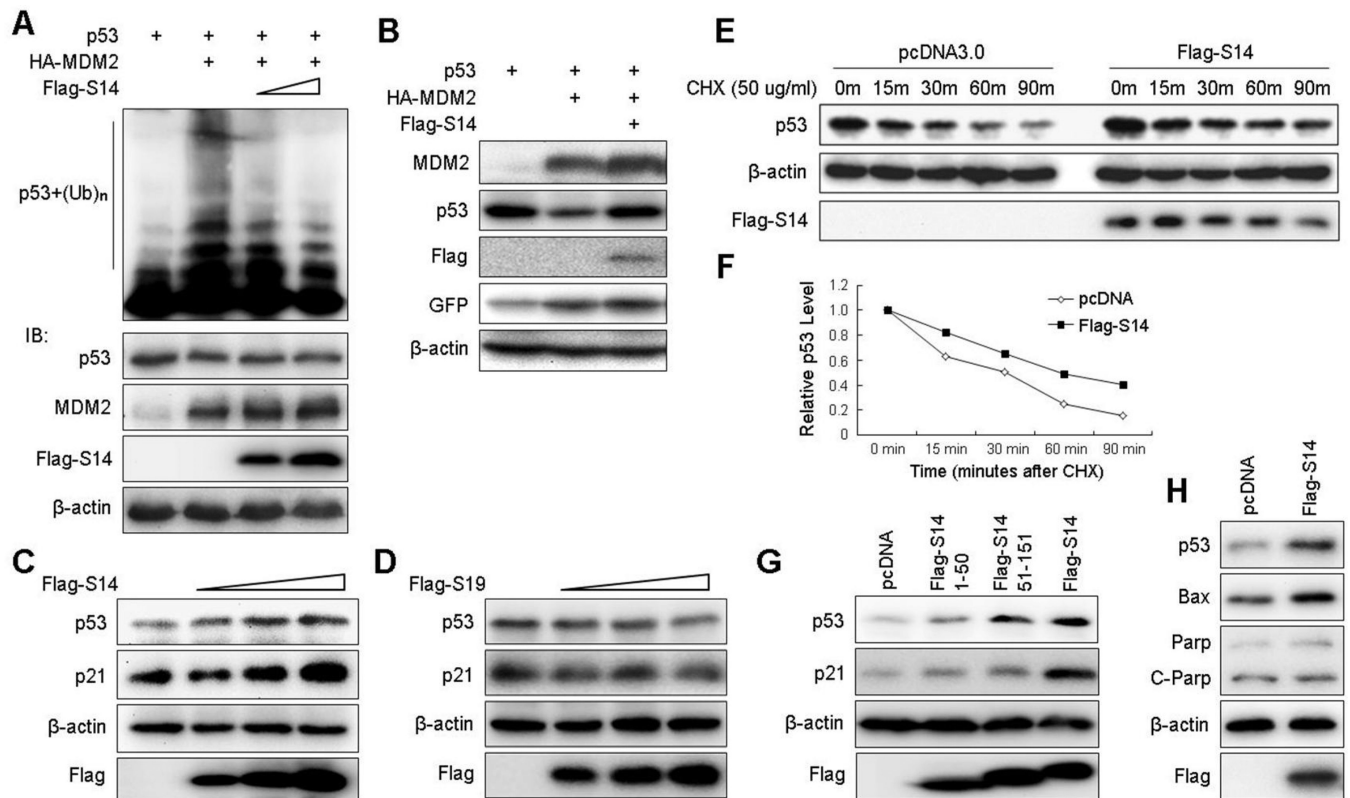 A
p53 + + + +
HA-MDM2 + + +
Flag-S14
p53+(Ub)n
IB:
p53
MDM2
Flag-S14
β-actin
B
p53 + + +
HA-MDM2 + +
Flag-S14 +
MDM2
p53
Flag
GFP
β-actin
C
Flag-S14
p53
p21
β-actin
Flag
D
Flag-S19
p53
p21
β-actin
Flag
E
pcDNA3.0 Flag-S14
CHX (50 ug/ml) 0m 15m 30m 60m 90m 0m 15m 30m 60m 90m
p53
β-actin
Flag-S14
F
Relative p53 Level
1.2
1.0
0.8
0.6
0.4
0.2
0
pcDNA
Flag-S14
0 min 15 min 30 min 60 min 90 min
Time (minutes after CHX)
G
pcDNA
Flag-S14
1-50
Flag-S14
51-151
Flag-S14
p53
p21
β-actin
Flag
H
pcDNA
Flag-S14
p53
Bax
Parp
C-Parp
β-actin
Flag